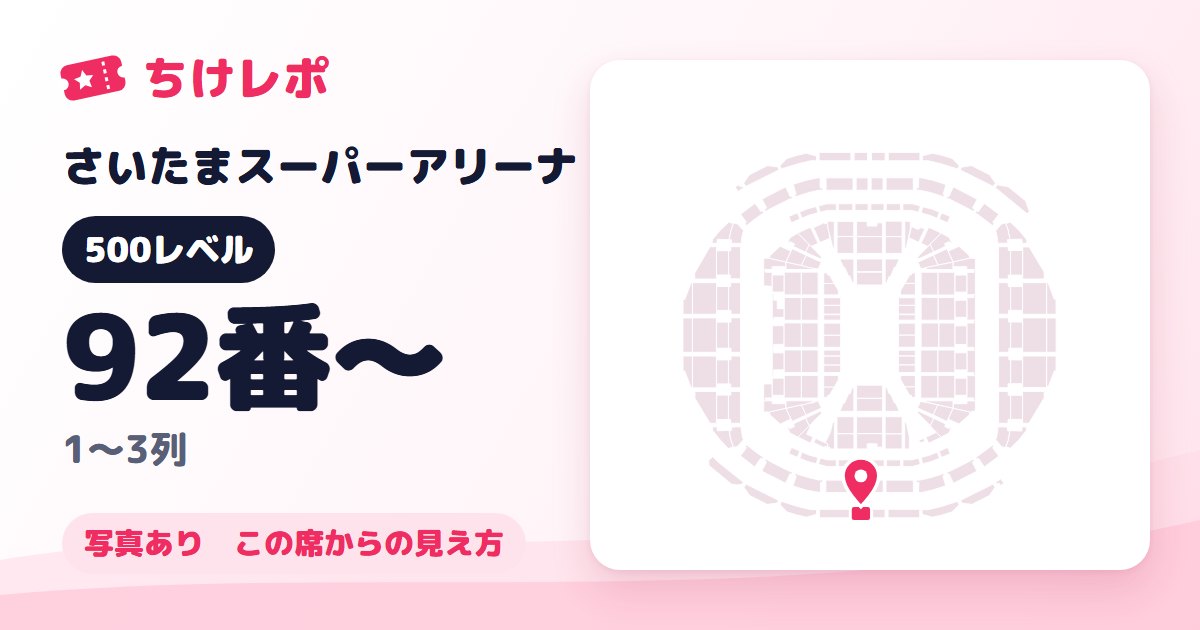 ちけレポ
さいたまスーパーアリーナ
500レベル
92番〜
1〜3列
写真あり　この席からの見え方